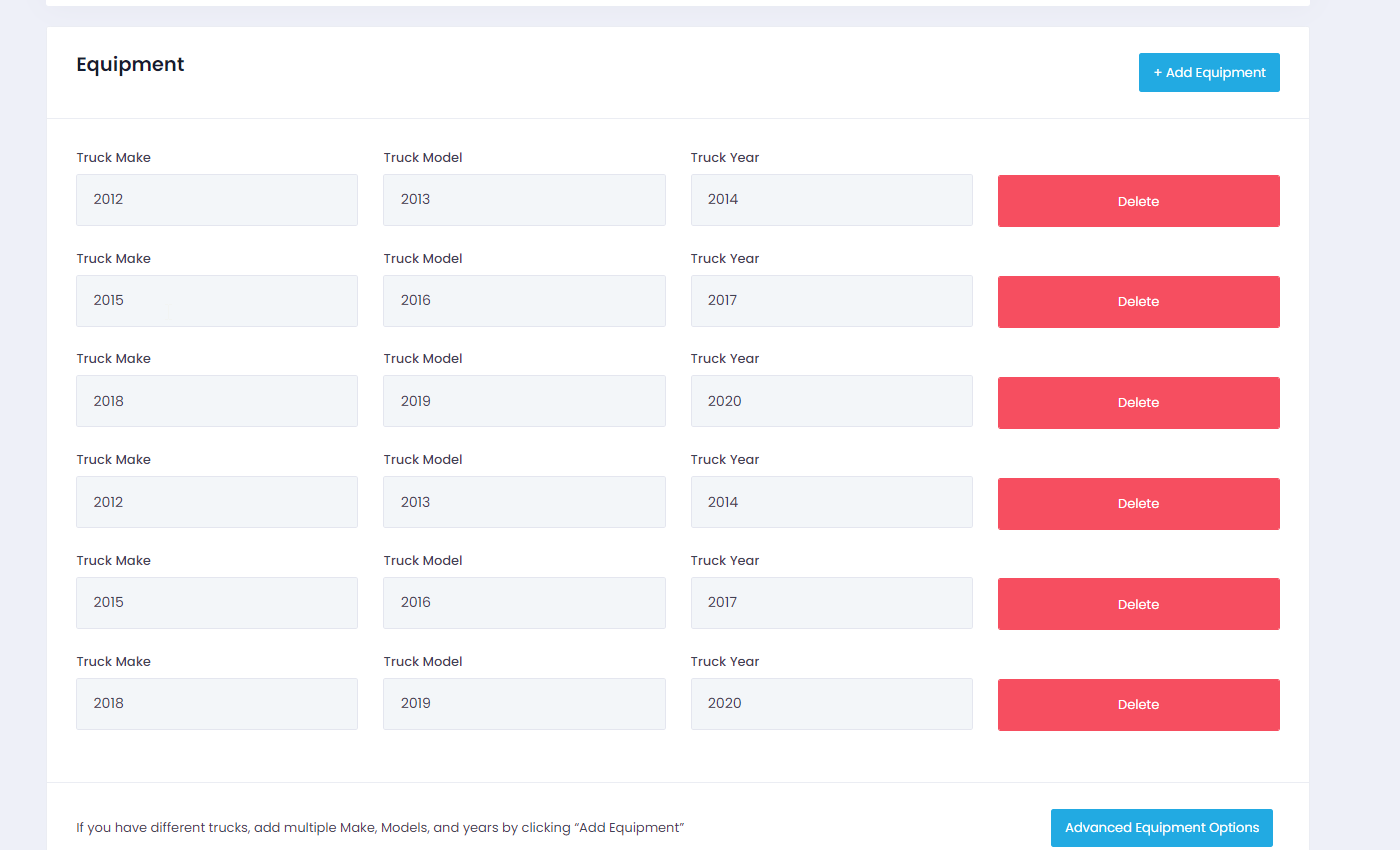 Equipment
+ Add Equipment
Truck Make Truck Model Truck Year
2012 2013 2014 Delete
Truck Make Truck Model Truck Year
2015 2016 2017 Delete
Truck Make Truck Model Truck Year
2018 2019 2020 Delete
Truck Make Truck Model Truck Year
2012 2013 2014 Delete
Truck Make Truck Model Truck Year
2015 2016 2017 Delete
Truck Make Truck Model Truck Year
2018 2019 2020 Delete
If you have different trucks, add multiple Make, Models, and years by clicking “Add Equipment” Advanced Equipment Options